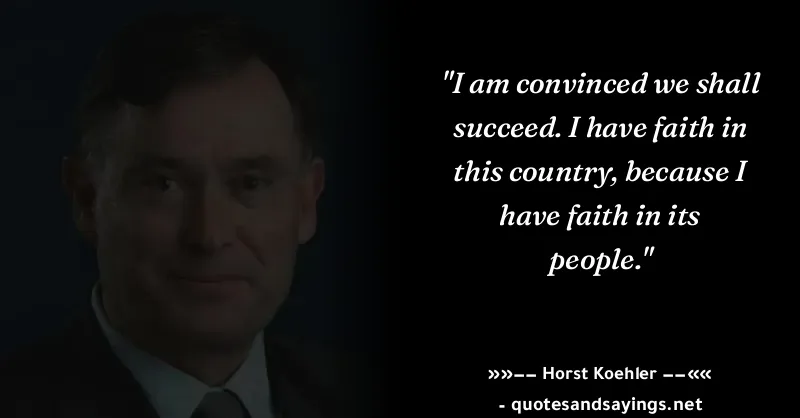 "I am convinced we shall
succeed. I have faith in
this country, because I
have faith in its
people."
»»–– Horst Koehler ––««
- quotesandsayings.net